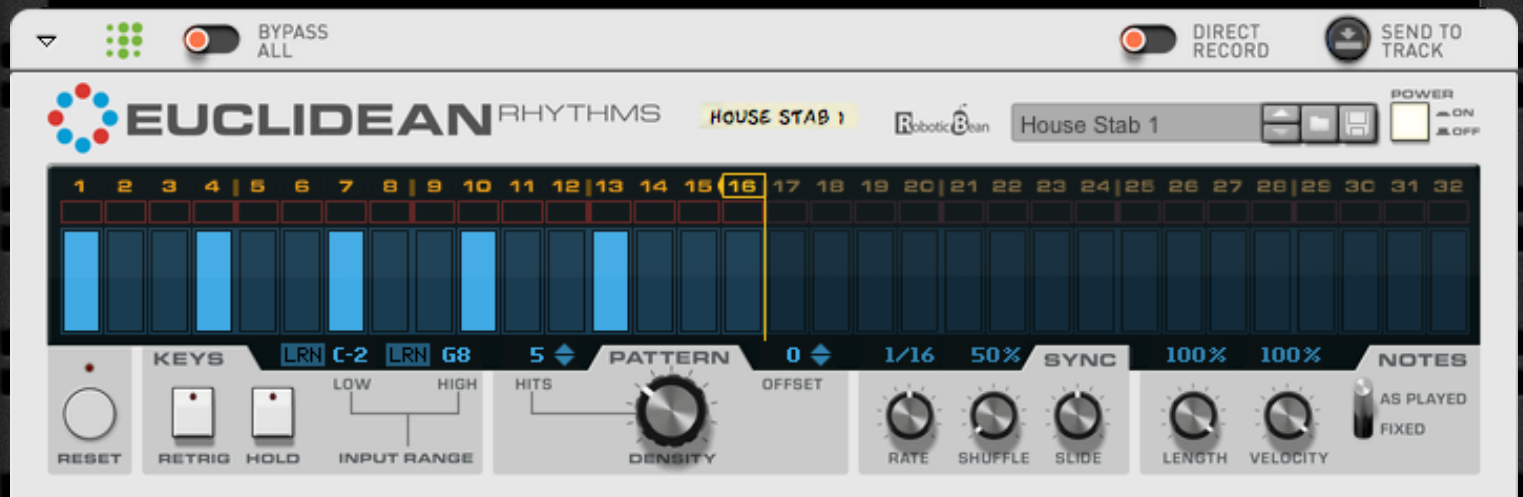 BYPASS
ALL
DIRECT
RECORD
SEND TO
TRACK
EUCLIDEAN RHYTHMS
HOUSE STAB 1
RoboticBean
House Stab 1
POWER
ON
OFF
1 2 3 4 5 6 7 8 9 10 11 12 13 14 15 16 17 18 19 20 21 22 23 24 25 26 27 28 29 30 31 32
KEYS LRN C-2 LRN G8 5 PATTERN 0 1/16 50% SYNC 100% 100% NOTES
LOW HIGH HITS OFFSET
AS PLAYED
FIXED
RESET RETRIG HOLD INPUT RANGE DENSITY RATE SHUFFLE SLIDE LENGTH VELOCITY